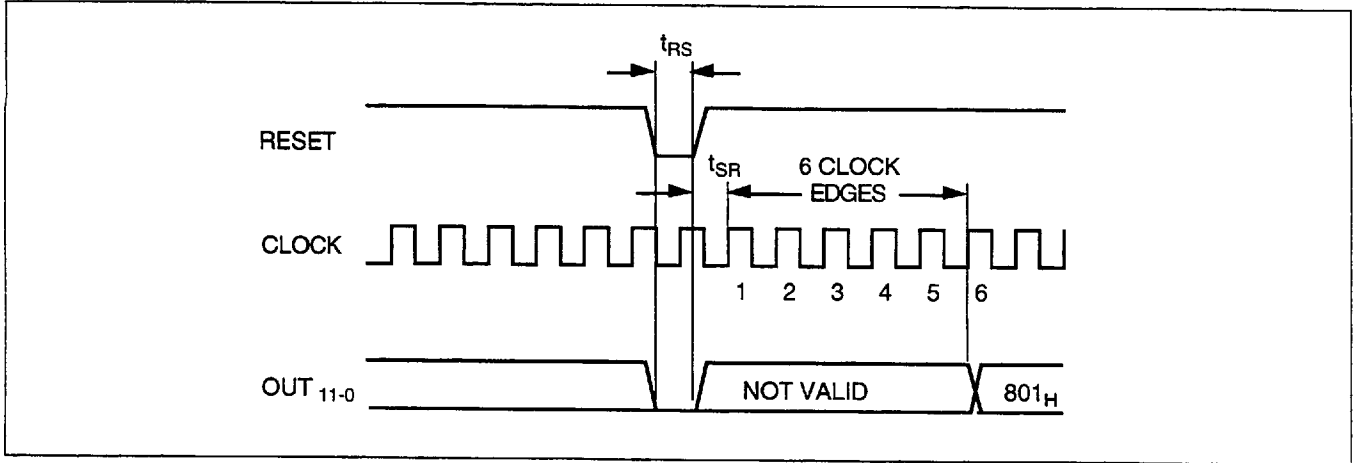 tRS
RESET
tSR
6 CLOCK
EDGES
CLOCK
1 2 3 4 5 6
OUT 11-0
NOT VALID
801H